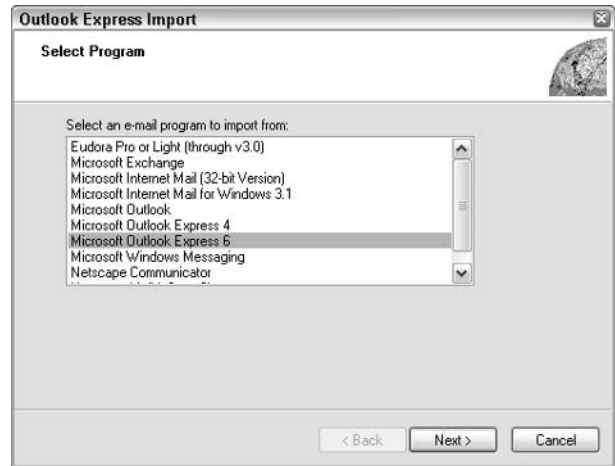 Outlook Express Import
Select Program
Select an e-mail program to import from:
Eudora Pro or Light (through v3.0)
Microsoft Exchange
Microsoft Internet Mail (32-bit Version)
Microsoft Internet Mail for Windows 3.1
Microsoft Outlook
Microsoft Outlook Express 4
Microsoft Outlook Express 6
Microsoft Windows Messaging
Netscape Communicator
< Back Next > Cancel